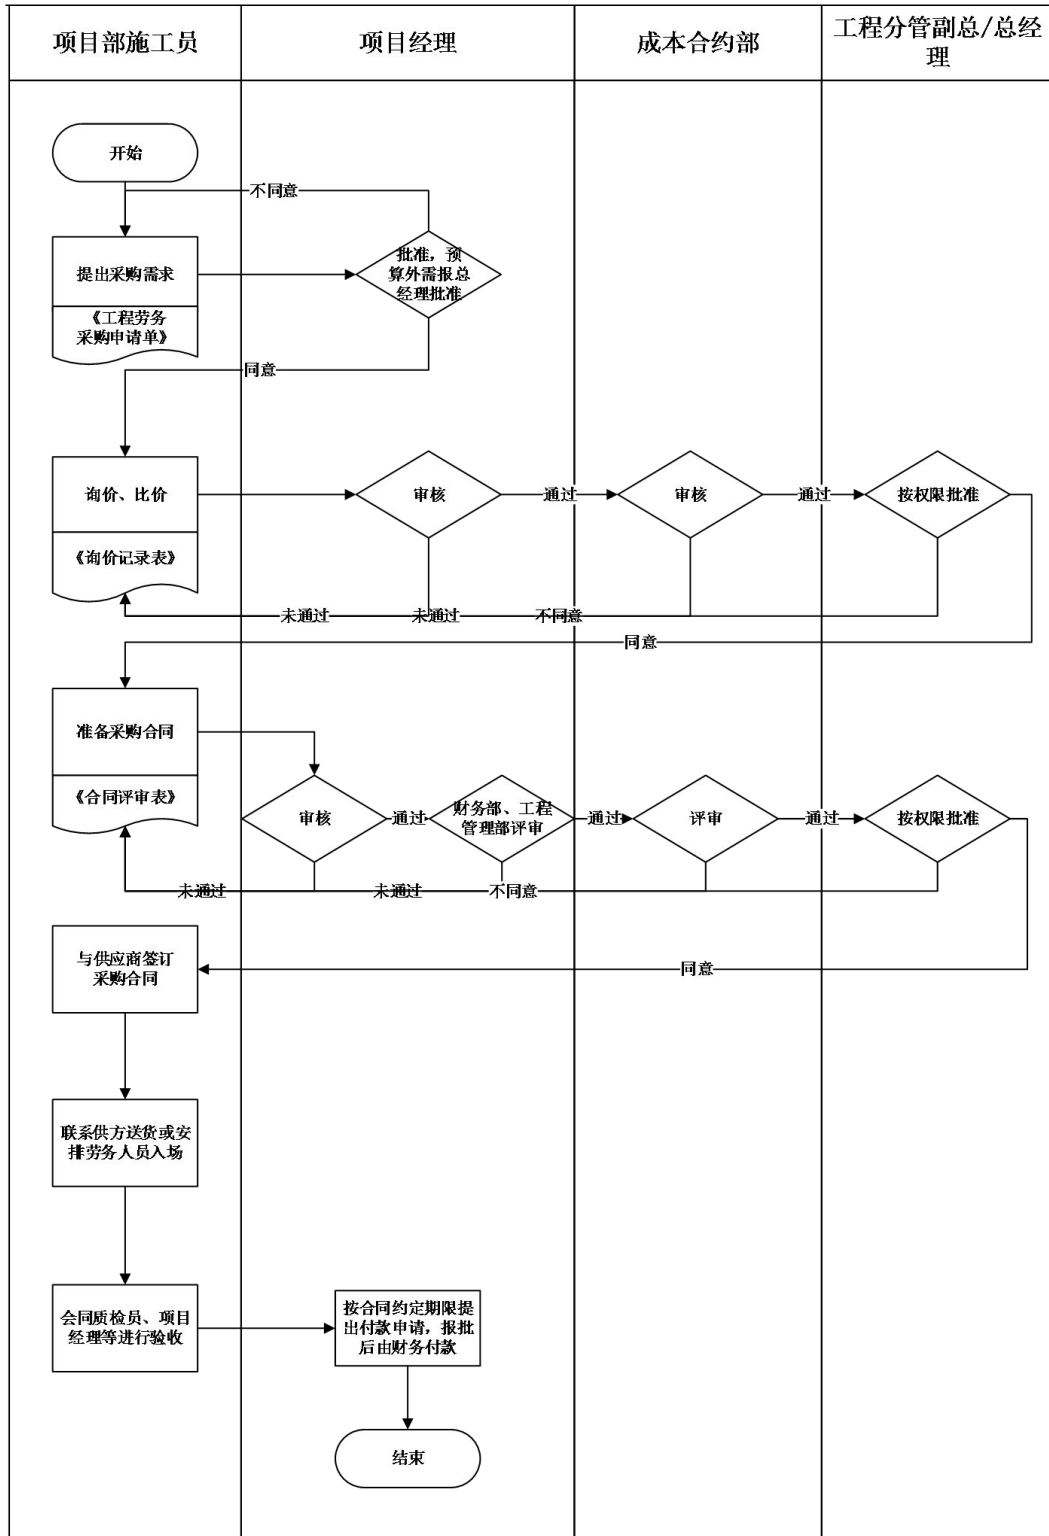 项目部施工员
项目经理
成本合约部
工程分管副总/总经
理
开始
不同意
提出采购需求
《工程劳务
采购申请单》
批准，预
算外需报总
经理批准
同意
询价、比价
《询价记录表》
审核
通过
审核
通过
按权限批准
未通过
未通过
不同意
同意
准备采购合同
《合同评审表》
审核
通过
财务部、工程
管理部评审
通过
评审
通过
按权限批准
未通过
未通过
不同意
与供应商签订
采购合同
同意
联系供方送货或安
排劳务人员入场
会同质检员、项目
经理等进行验收
按合同约定期限提
出付款申请，报批
后由财务付款
结束